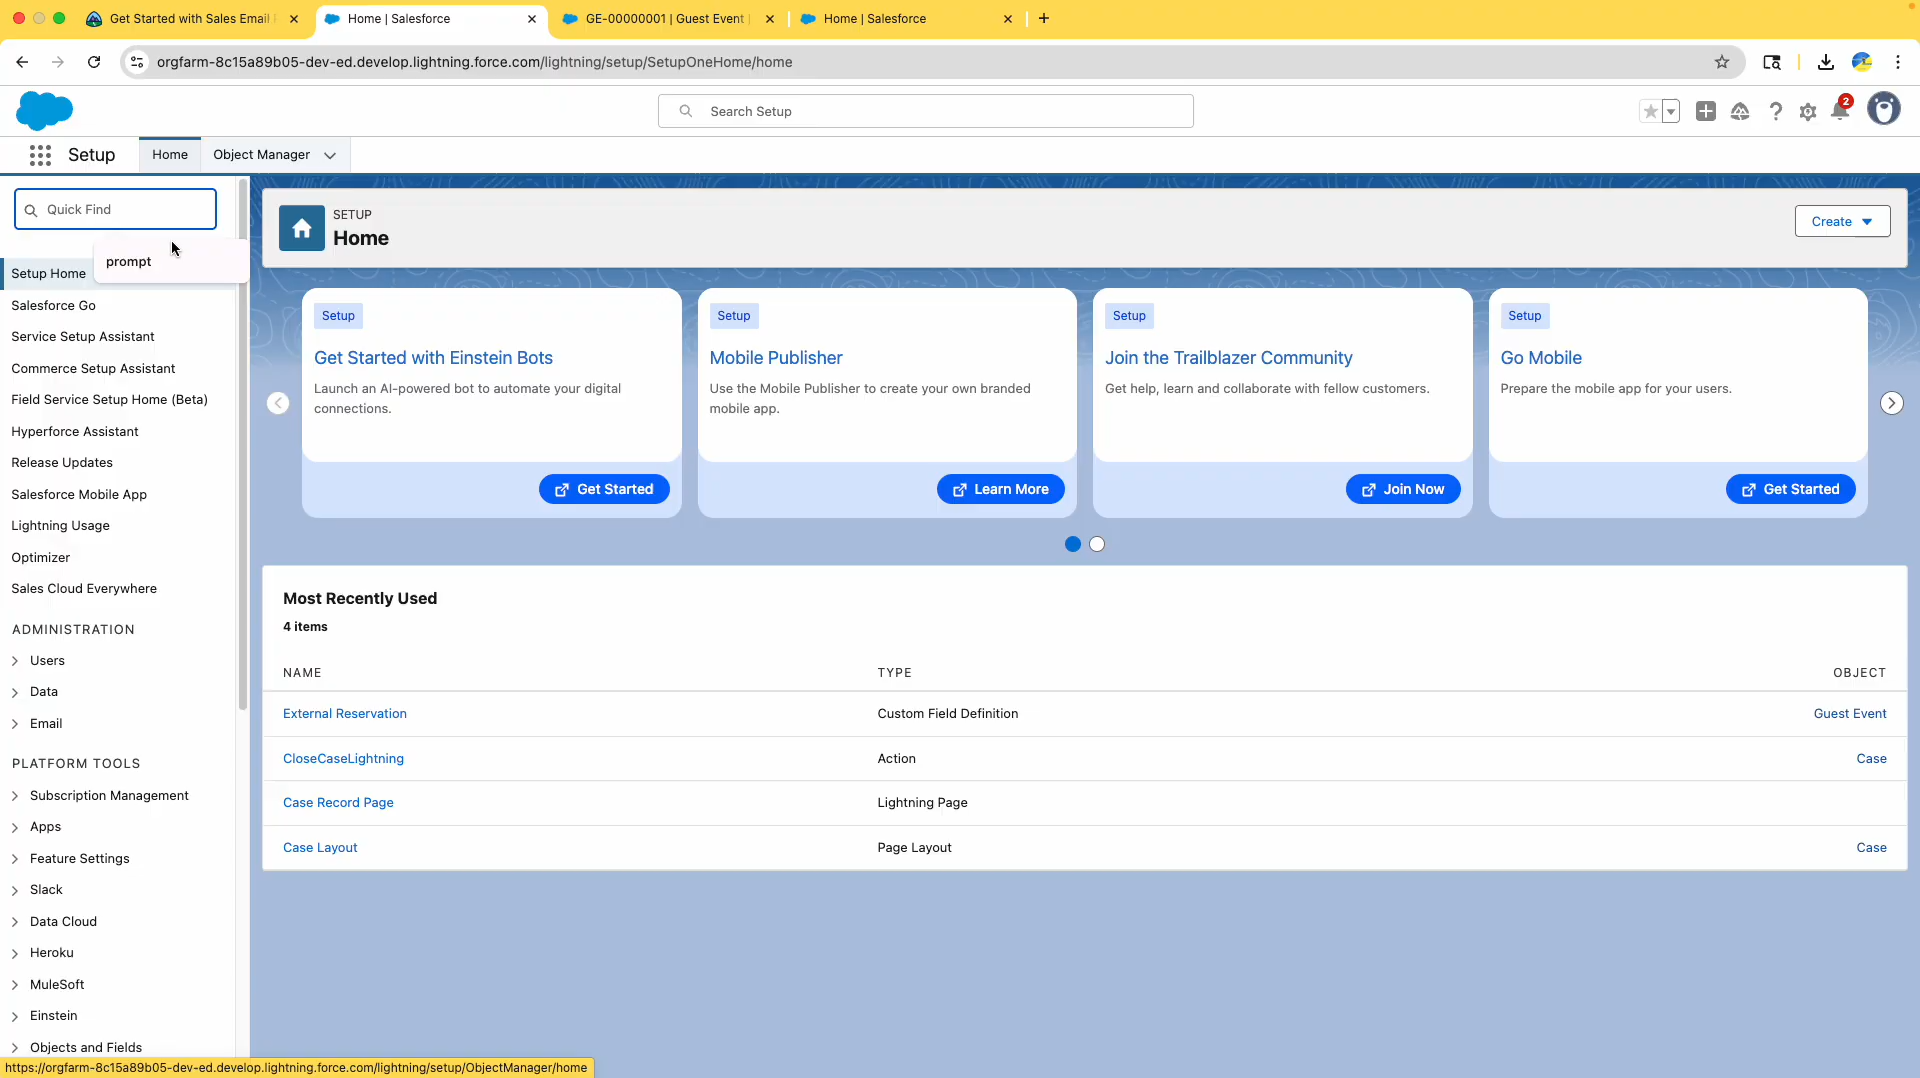 Get Started with Sales Email
Home | Salesforce
GE-00000001 | Guest Event |
Home | Salesforce
orgfarm-8c15a89b05-dev-ed.develop.lightning.force.com/lightning/setup/SetupOneHome/home
Search Setup
2
Setup
Home
Object Manager
Quick Find
prompt
Setup Home
Salesforce Go
Service Setup Assistant
Commerce Setup Assistant
Field Service Setup Home (Beta)
Hyperforce Assistant
Release Updates
Salesforce Mobile App
Lightning Usage
Optimizer
Sales Cloud Everywhere
ADMINISTRATION
Users
Data
Email
PLATFORM TOOLS
Subscription Management
Apps
Feature Settings
Slack
Data Cloud
Heroku
MuleSoft
Einstein
Objects and Fields
SETUP
Home
Create
Setup
Get Started with Einstein Bots
Launch an AI-powered bot to automate your digital
connections.
Get Started
Setup
Mobile Publisher
Use the Mobile Publisher to create your own branded
mobile app.
Learn More
Setup
Join the Trailblazer Community
Get help, learn and collaborate with fellow customers.
Join Now
Setup
Go Mobile
Prepare the mobile app for your users.
Get Started
Most Recently Used
4 items
NAME TYPE OBJECT
External Reservation Custom Field Definition Guest Event
CloseCaseLightning Action Case
Case Record Page Lightning Page
Case Layout Page Layout Case
https://orgfarm-8c15a89b05-dev-ed.develop.lightning.force.com/lightning/setup/ObjectManager/home